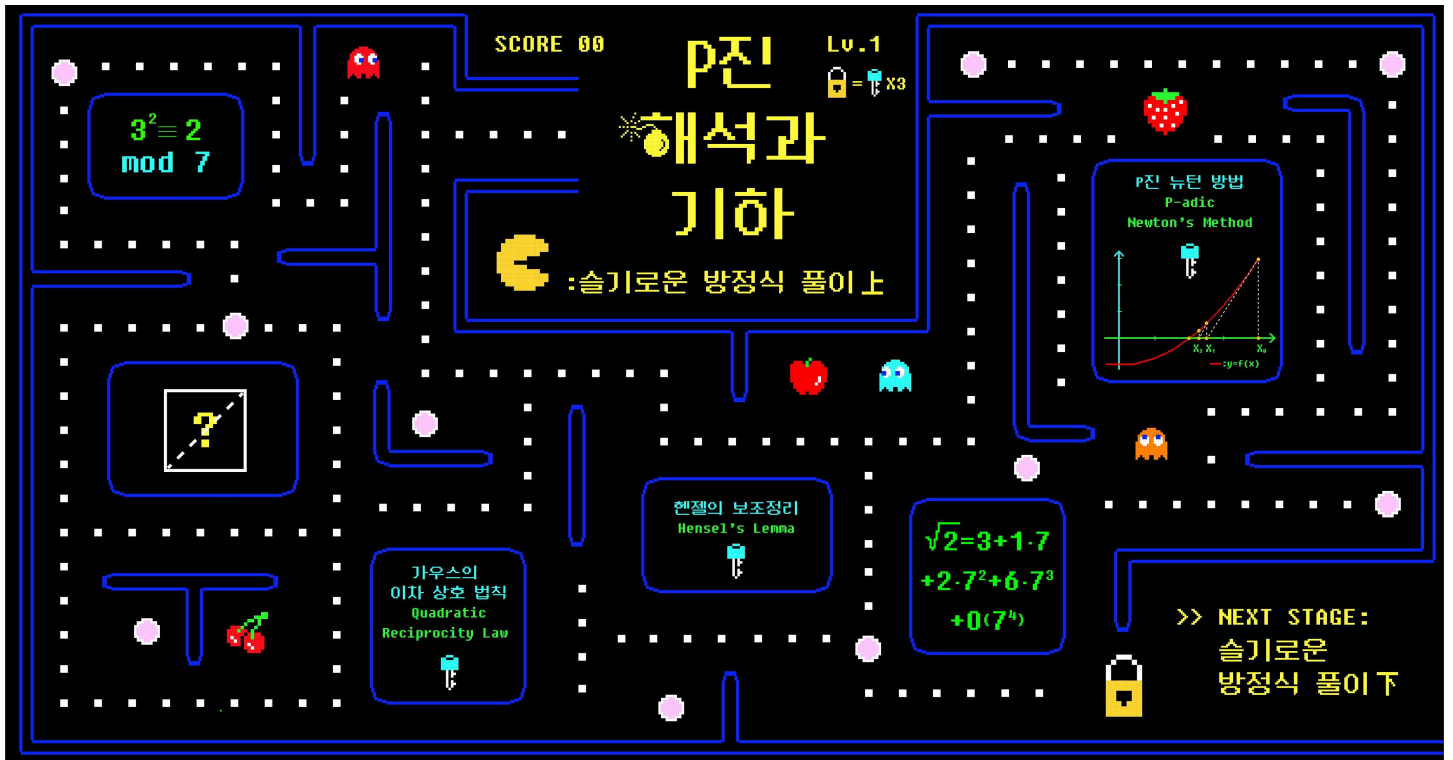 SCORE 00
P진
해석과
기하
:슬기로운 방정식 풀이 上
Lv.1
= X3
3²≡ 2
mod 7
?
P진 뉴턴 방법
P-adic
Newton's Method
X₂ X₁ X₀
:y=f(x)
헨젤의 보조정리
Hensel's Lemma
가우스의
이차 상호 법칙
Quadratic
Reciprocity Law
√2=3+1·7
+2·7²+6·7³
+0(7⁴)
>> NEXT STAGE:
슬기로운
방정식 풀이 下